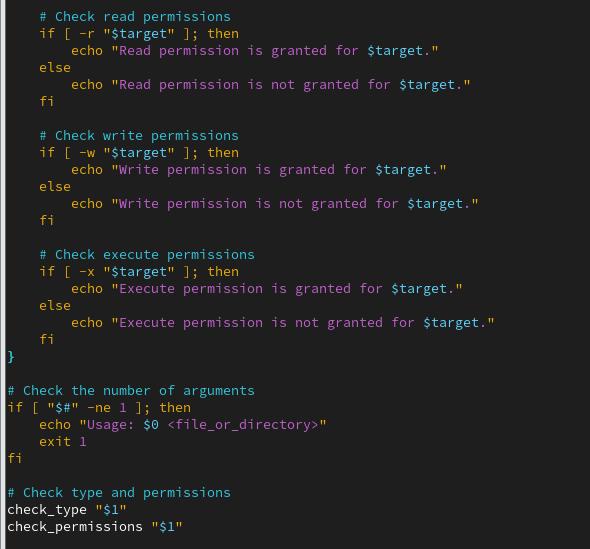 # Check read permissions
    if [ -r "$target" ]; then
        echo "Read permission is granted for $target."
    else
        echo "Read permission is not granted for $target."
    fi

    # Check write permissions
    if [ -w "$target" ]; then
        echo "Write permission is granted for $target."
    else
        echo "Write permission is not granted for $target."
    fi

    # Check execute permissions
    if [ -x "$target" ]; then
        echo "Execute permission is granted for $target."
    else
        echo "Execute permission is not granted for $target."
    fi
}

# Check the number of arguments
if [ "$#" -ne 1 ]; then
    echo "Usage: $0 <file_or_directory>"
    exit 1
fi

# Check type and permissions
check_type "$1"
check_permissions "$1"